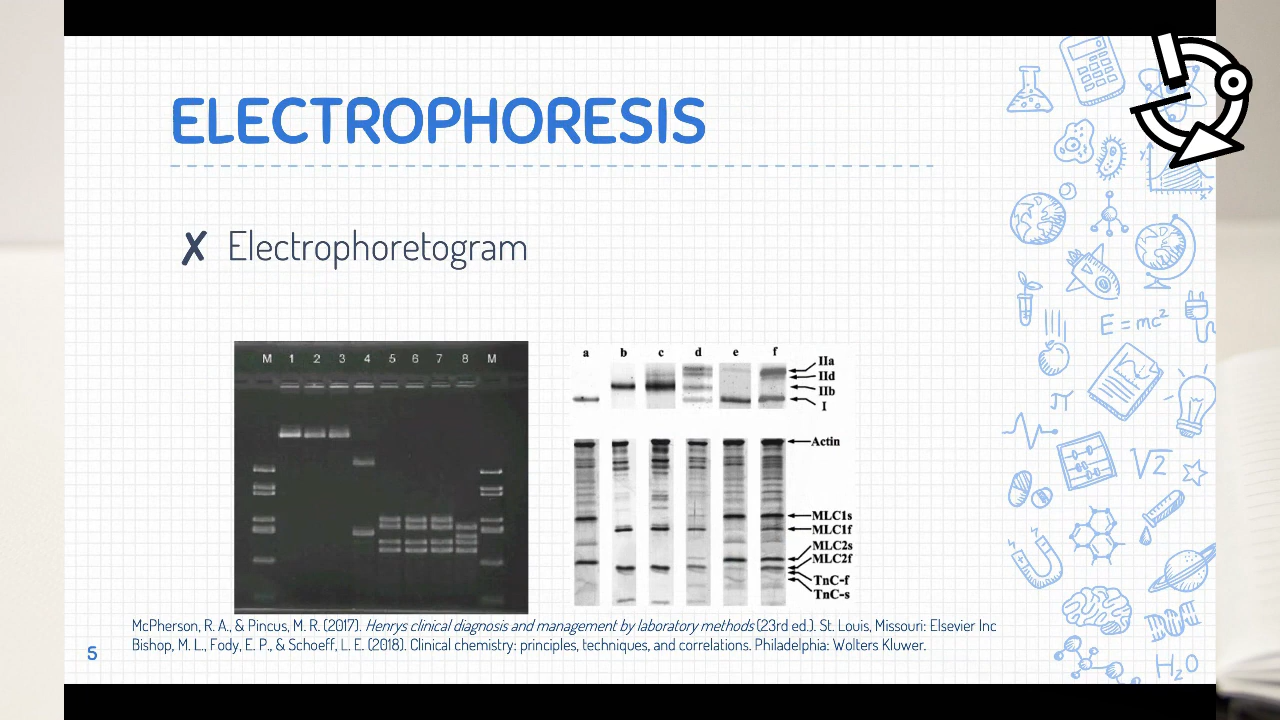 ELECTROPHORESIS
✗ Electrophoretogram
M 1 2 3 4 5 6 7 8 M
a b c d e f
IIa
IId
IIb
I
Actin
MLC1s
MLC1f
MLC2s
MLC2f
TnC-f
TnC-s
McPherson, R. A., & Pincus, M. R. (2017). Henrys clinical diagnosis and management by laboratory methods (23rd ed.). St. Louis, Missouri: Elsevier Inc
Bishop, M. L., Fody, E. P., & Schoeff, L. E. (2018). Clinical chemistry: principles, techniques, and correlations. Philadelphia: Wolters Kluwer.
5
y
x
E = mc²
π
√2
H₂O